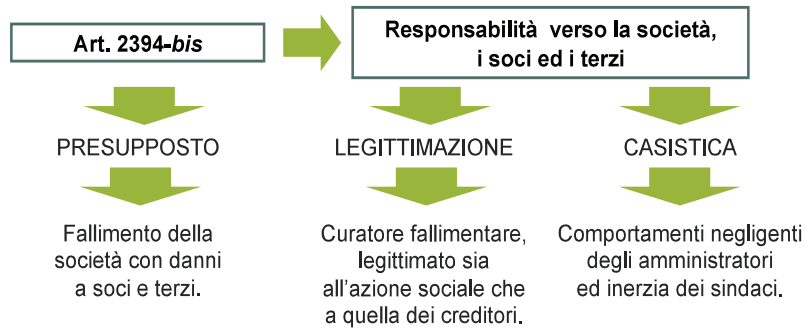 Art. 2394-bis
Responsabilità verso la società,
i soci ed i terzi
PRESUPPOSTO
Fallimento della
società con danni
a soci e terzi.
LEGITTIMAZIONE
Curatore fallimentare,
legittimato sia
all'azione sociale che
a quella dei creditori.
CASISTICA
Comportamenti negligenti
degli amministratori
ed inerzia dei sindaci.